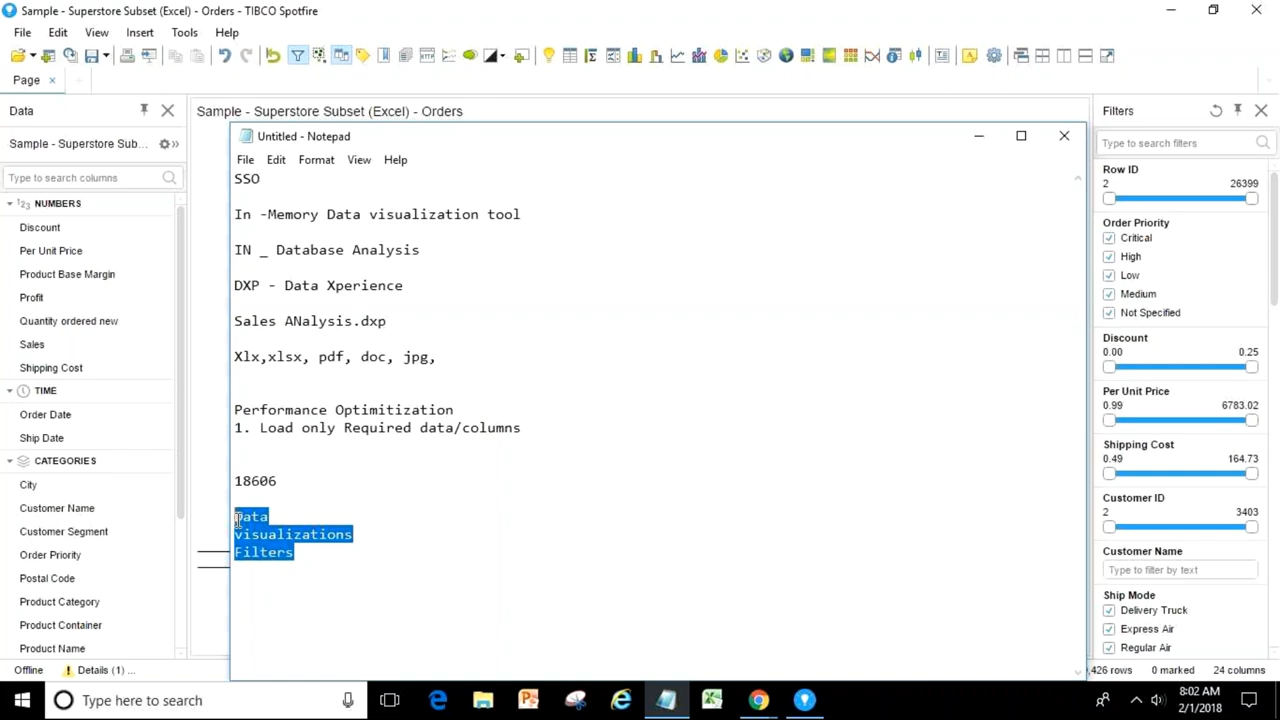 Sample - Superstore Subset (Excel) - Orders - TIBCO Spotfire
File Edit View Insert Tools Help
Page
Data
Sample - Superstore Sub...
Type to search columns
NUMBERS
Discount
Per Unit Price
Product Base Margin
Profit
Quantity ordered new
Sales
Shipping Cost
TIME
Order Date
Ship Date
CATEGORIES
City
Customer Name
Customer Segment
Order Priority
Postal Code
Product Category
Product Container
Product Name
Sample - Superstore Subset (Excel) - Orders
Untitled - Notepad
File Edit Format View Help
SSO
In -Memory Data visualization tool
IN _ Database Analysis
DXP - Data Xperience
Sales ANalysis.dxp
Xlx,xlsx, pdf, doc, jpg,
Performance Optimitization
1. Load only Required data/columns
18606
Data
visualizations
Filters
Filters
Type to search filters
Row ID
2 26399
Order Priority
Critical
High
Low
Medium
Not Specified
Discount
0.00 0.25
Per Unit Price
0.99 6783.02
Shipping Cost
0.49 164.73
Customer ID
2 3403
Customer Name
Type to filter by text
Ship Mode
Delivery Truck
Express Air
Regular Air
Offline Details (1) ...
,426 rows 0 marked 24 columns
Type here to search
8:02 AM
2/1/2018